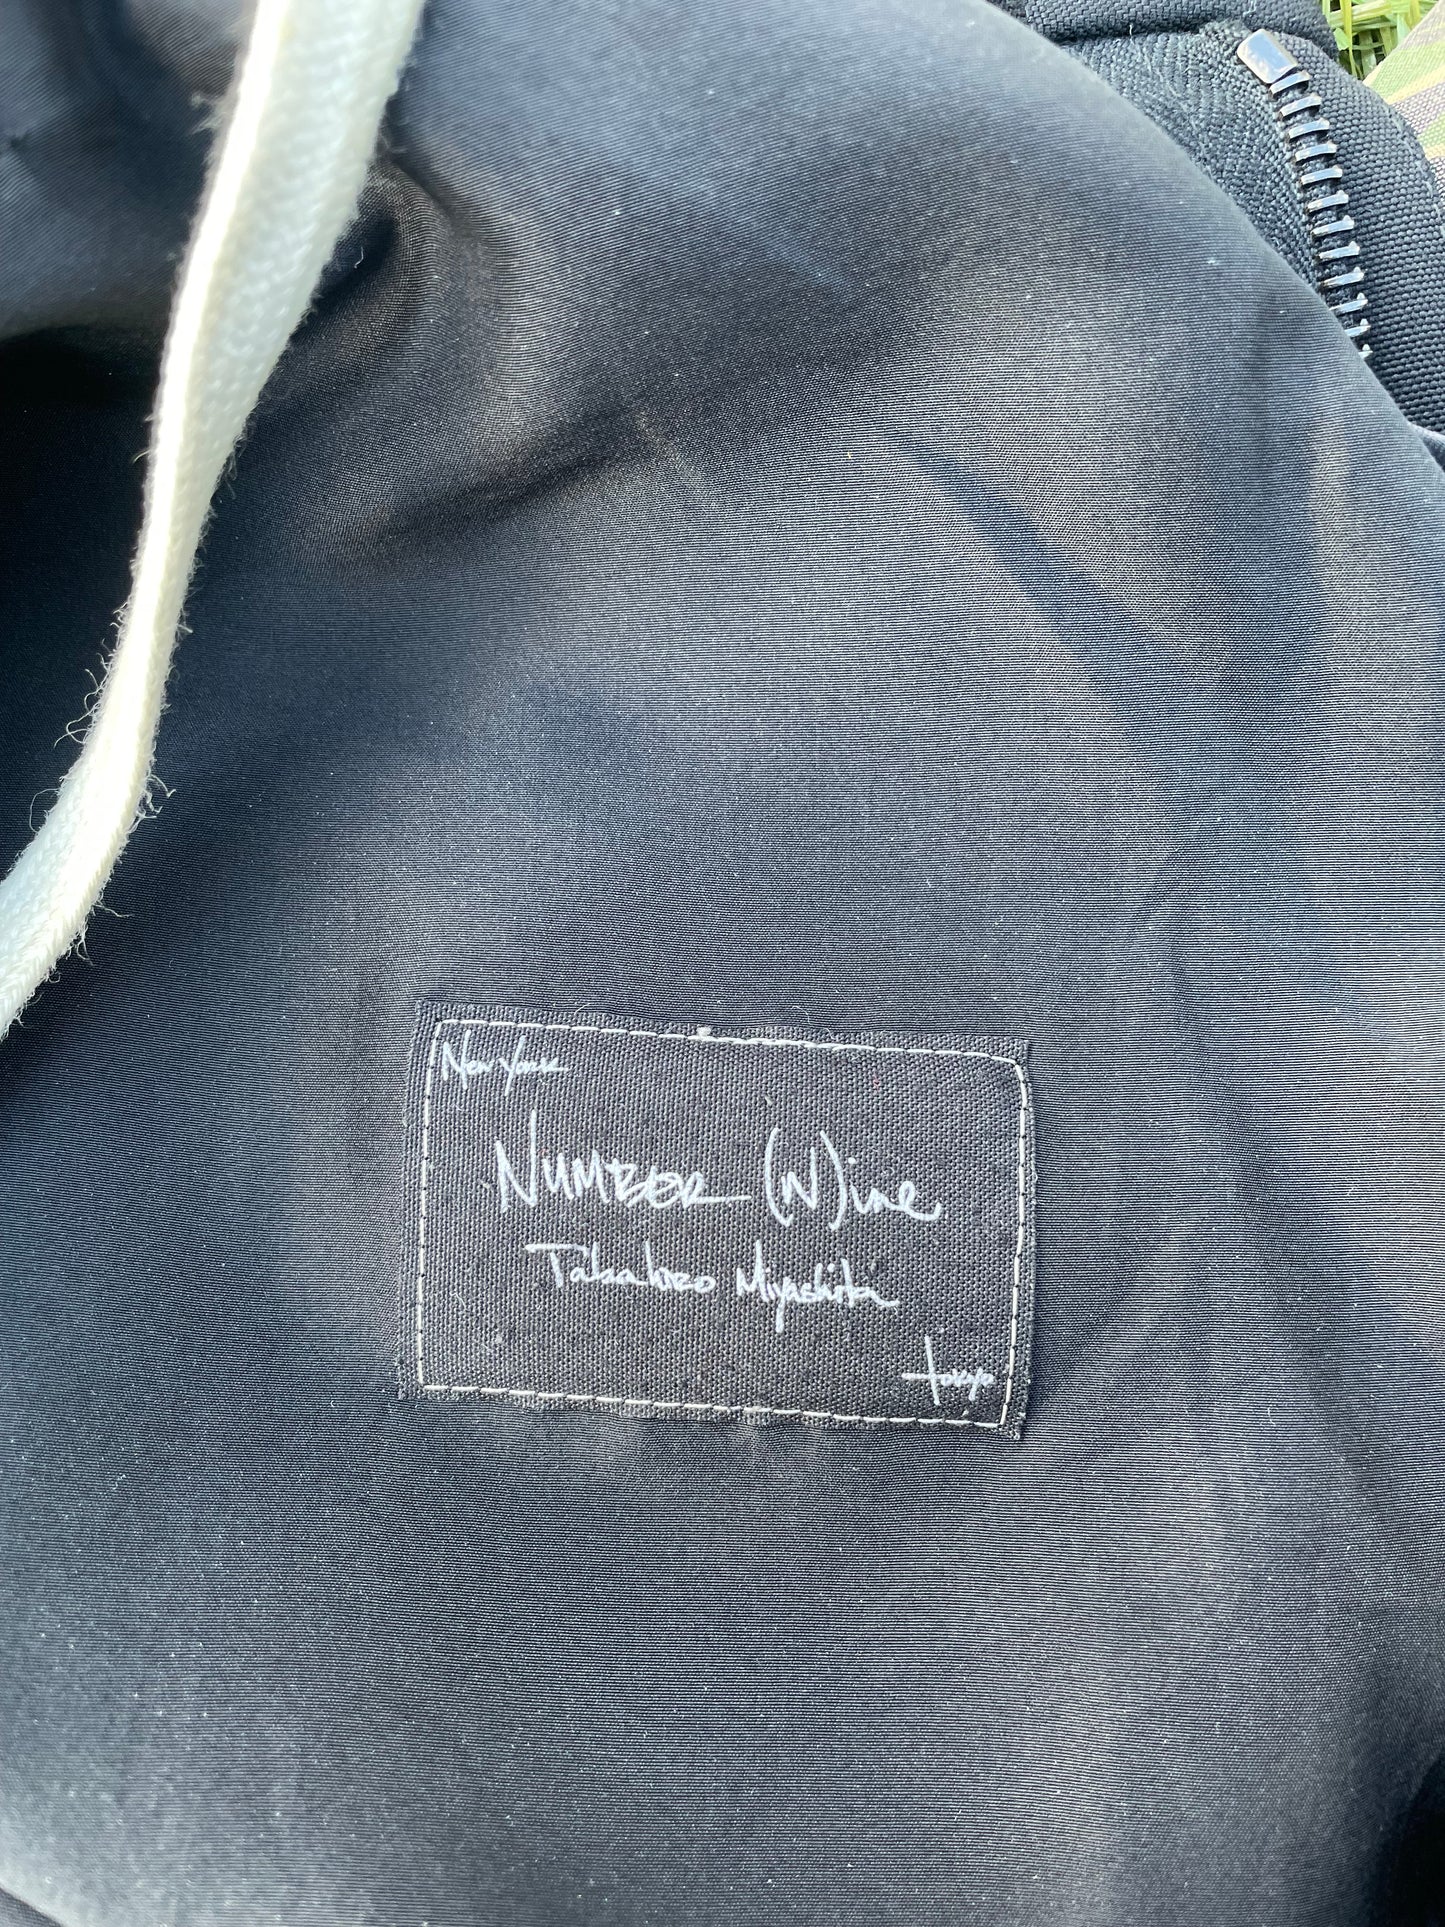 New York
NUMBER (N)ine
Takahiro Miyashita
tokyo